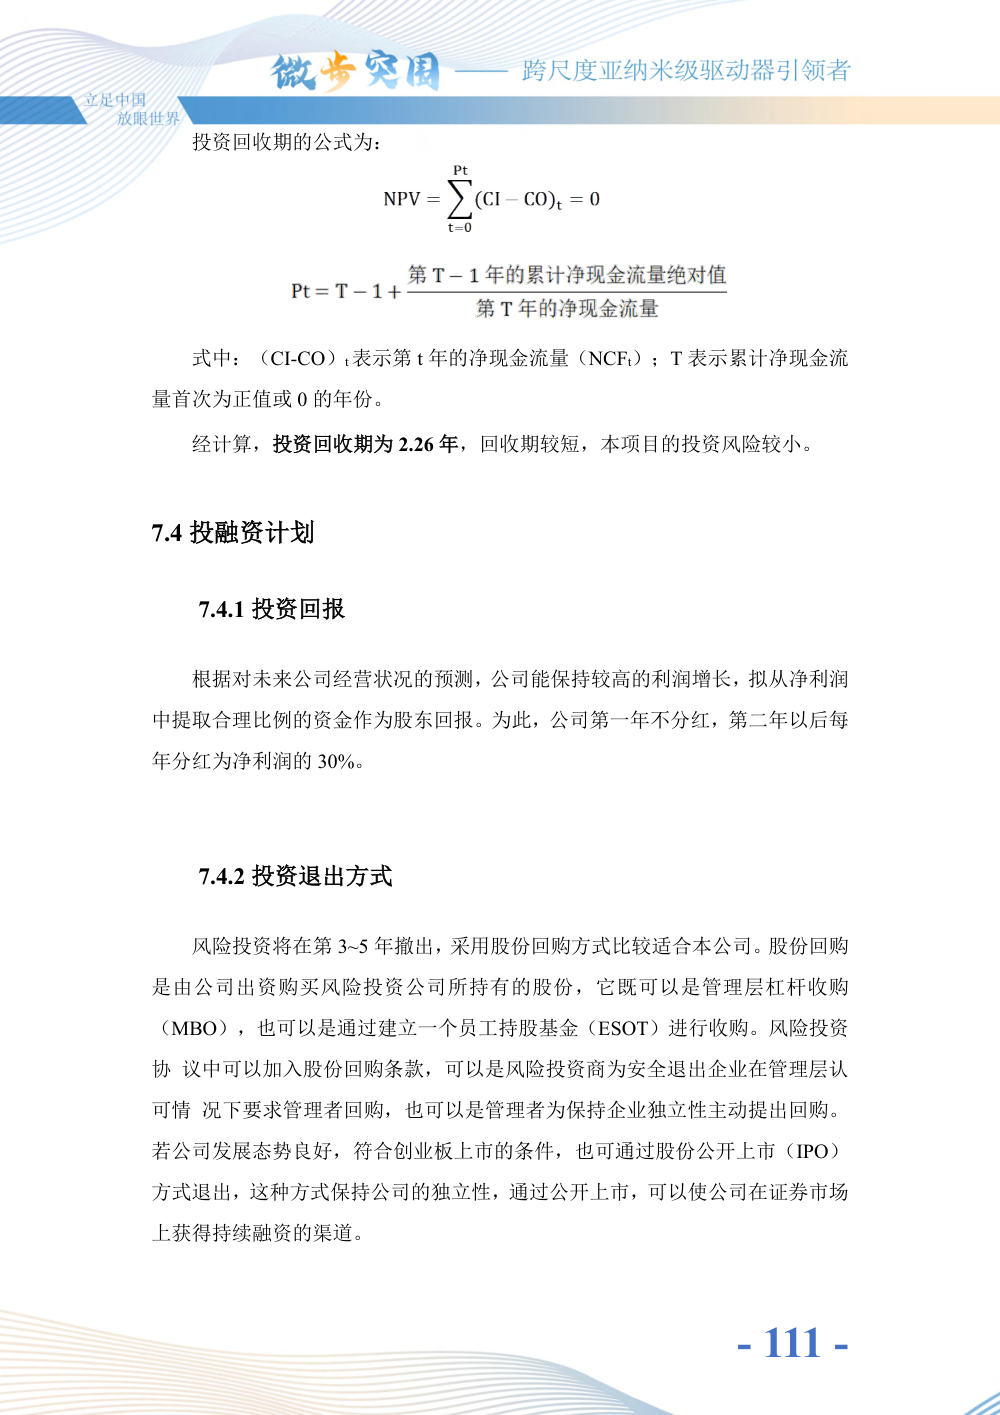 微步突围 —— 跨尺度亚纳米级驱动器引领者
立足中国
放眼世界
投资回收期的公式为：
NPV = ∑_{t=0}^{Pt} (CI − CO)_t = 0
Pt = T − 1 + 第 T − 1 年的累计净现金流量绝对值 / 第 T 年的净现金流量
式中：（CI-CO）t 表示第 t 年的净现金流量（NCFt）；T 表示累计净现金流
量首次为正值或 0 的年份。
经计算，投资回收期为 2.26 年，回收期较短，本项目的投资风险较小。
7.4 投融资计划
7.4.1 投资回报
根据对未来公司经营状况的预测，公司能保持较高的利润增长，拟从净利润
中提取合理比例的资金作为股东回报。为此，公司第一年不分红，第二年以后每
年分红为净利润的 30%。
7.4.2 投资退出方式
风险投资将在第 3~5 年撤出，采用股份回购方式比较适合本公司。股份回购
是由公司出资购买风险投资公司所持有的股份，它既可以是管理层杠杆收购
（MBO），也可以是通过建立一个员工持股基金（ESOT）进行收购。风险投资
协 议中可以加入股份回购条款，可以是风险投资商为安全退出企业在管理层认
可情 况下要求管理者回购，也可以是管理者为保持企业独立性主动提出回购。
若公司发展态势良好，符合创业板上市的条件，也可通过股份公开上市（IPO）
方式退出，这种方式保持公司的独立性，通过公开上市，可以使公司在证券市场
上获得持续融资的渠道。
- 111 -